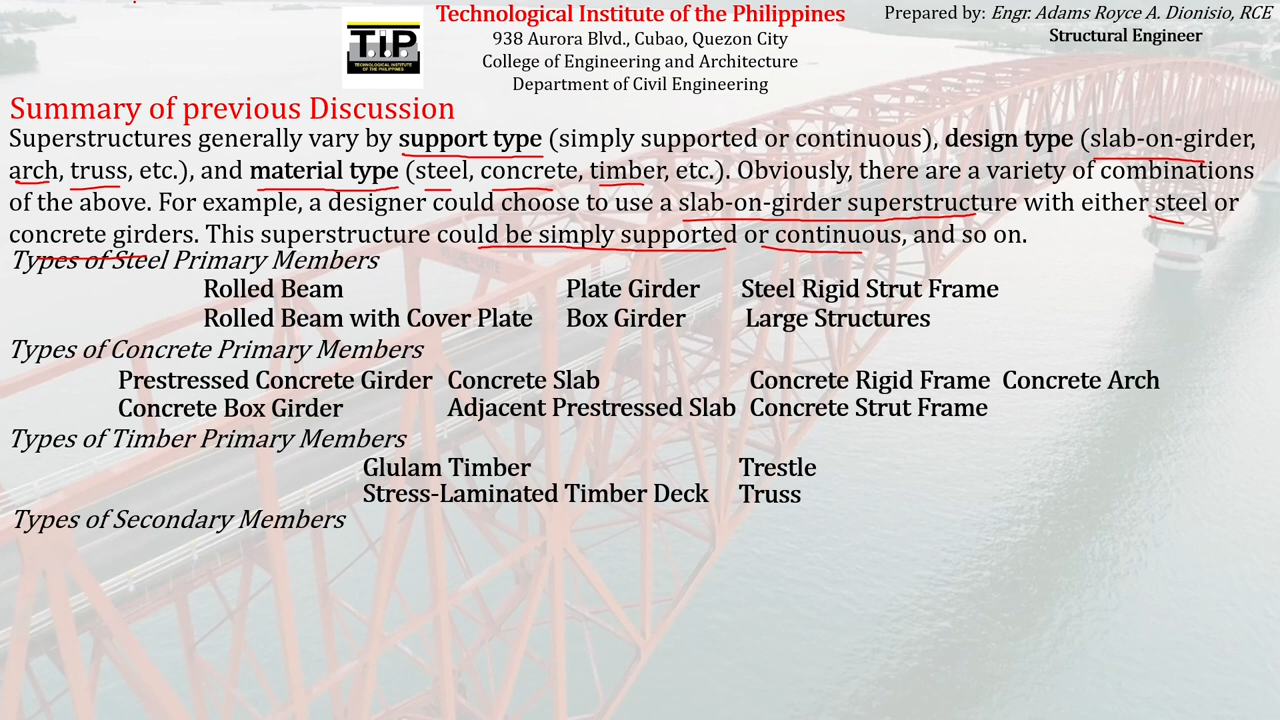 Technological Institute of the Philippines
938 Aurora Blvd., Cubao, Quezon City
College of Engineering and Architecture
Department of Civil Engineering
Prepared by: Engr. Adams Royce A. Dionisio, RCE
Structural Engineer
TiP
TECHNOLOGICAL INSTITUTE
OF THE PHILIPPINES
Summary of previous Discussion
Superstructures generally vary by support type (simply supported or continuous), design type (slab-on-girder,
arch, truss, etc.), and material type (steel, concrete, timber, etc.). Obviously, there are a variety of combinations
of the above. For example, a designer could choose to use a slab-on-girder superstructure with either steel or
concrete girders. This superstructure could be simply supported or continuous, and so on.
Types of Steel Primary Members
Rolled Beam Plate Girder Steel Rigid Strut Frame
Rolled Beam with Cover Plate Box Girder Large Structures
Types of Concrete Primary Members
Prestressed Concrete Girder Concrete Slab Concrete Rigid Frame Concrete Arch
Concrete Box Girder Adjacent Prestressed Slab Concrete Strut Frame
Types of Timber Primary Members
Glulam Timber Trestle
Stress-Laminated Timber Deck Truss
Types of Secondary Members